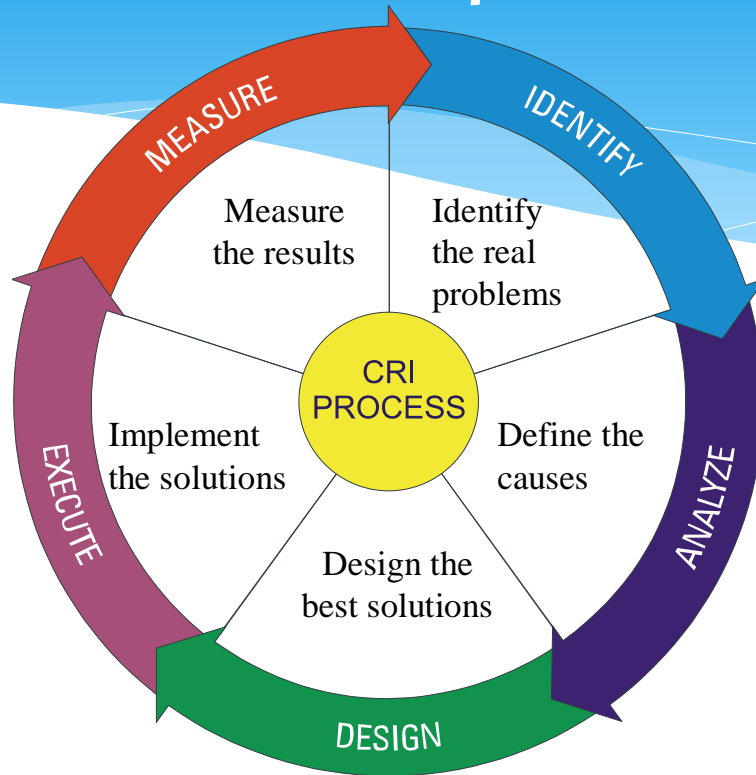 MEASURE
IDENTIFY
Measure
the results
Identify
the real
problems
CRI
PROCESS
Implement
the solutions
Define the
causes
EXECUTE
ANALYZE
Design the
best solutions
DESIGN